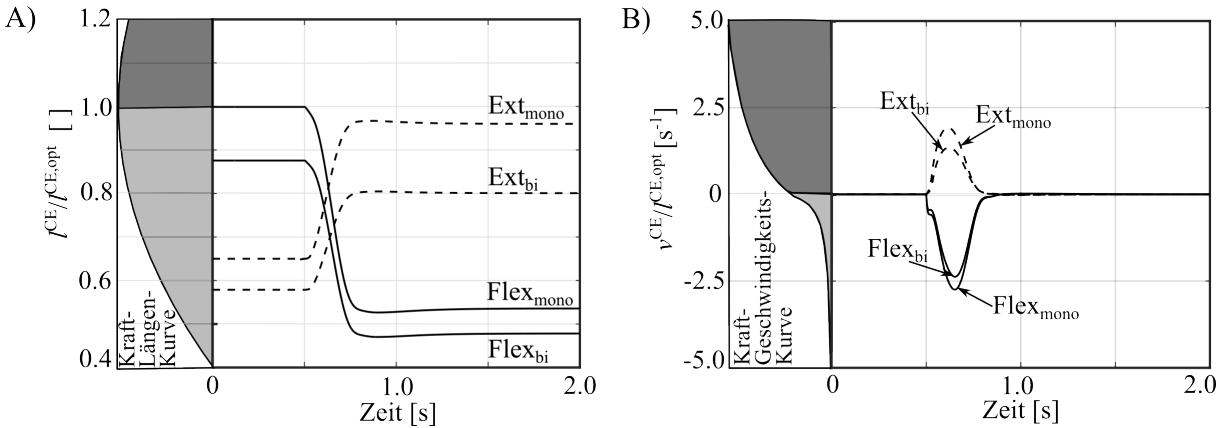 A)
1.2
1.0
0.8
0.6
0.4
l^CE/l^CE,opt [ ]
Kraft-
Längen-
Kurve
Ext_mono
Ext_bi
Flex_mono
Flex_bi
0
1.0
2.0
Zeit [s]
B)
5.0
2.5
0
-2.5
-5.0
v^CE/l^CE,opt [s^-1]
Kraft-
Geschwindigkeits-
Kurve
Ext_bi
Ext_mono
Flex_bi
Flex_mono
0
1.0
2.0
Zeit [s]